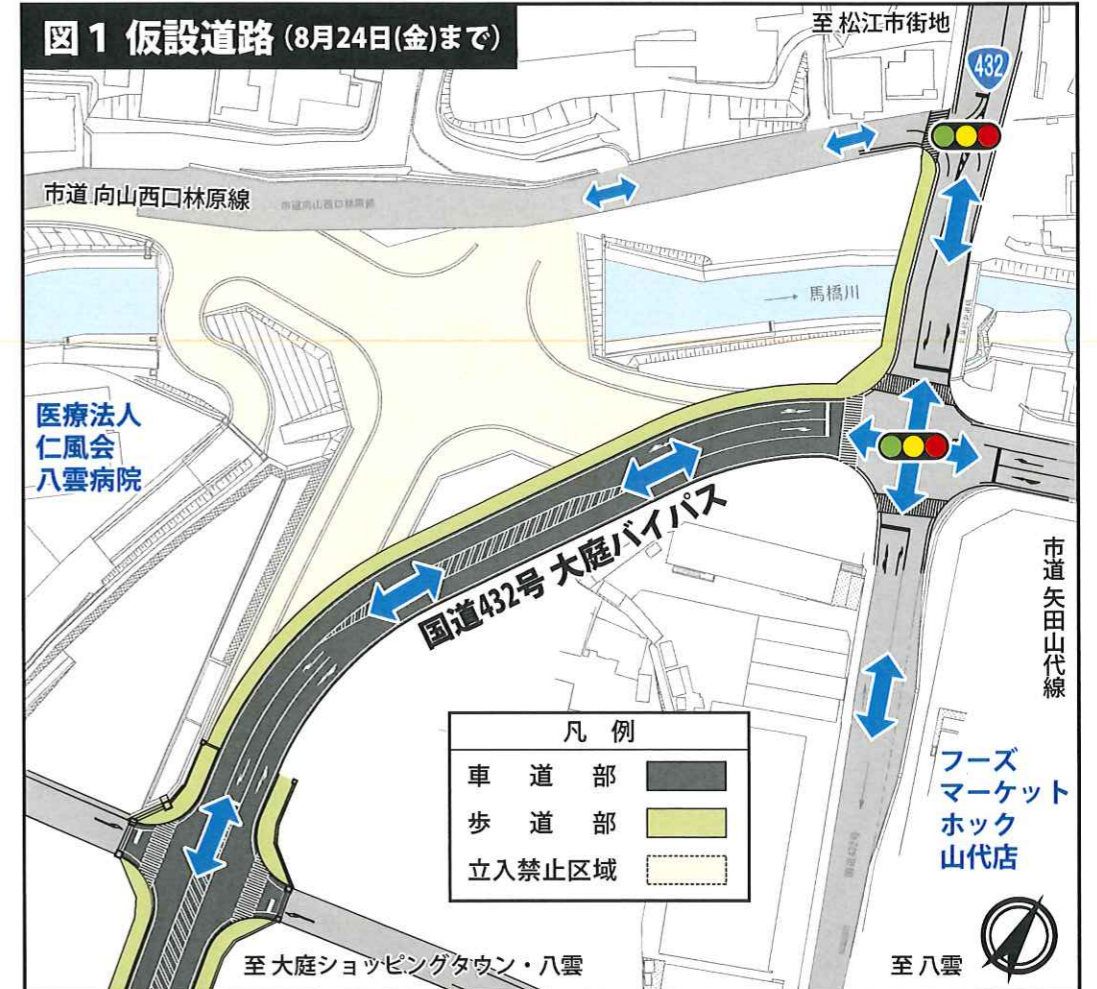 図1 仮設道路(8月24日(金)まで)
至 松江市街地
432
市道 向山西口林原線
市道向山西口林原線
馬橋川
医療法人
仁風会
八雲病院
国道432号 大庭バイパス
市道 矢田山代線
凡 例
車 道 部
歩 道 部
立入禁止区域
フーズ
マーケット
ホック
山代店
至 大庭ショッピングタウン・八雲
至 八雲